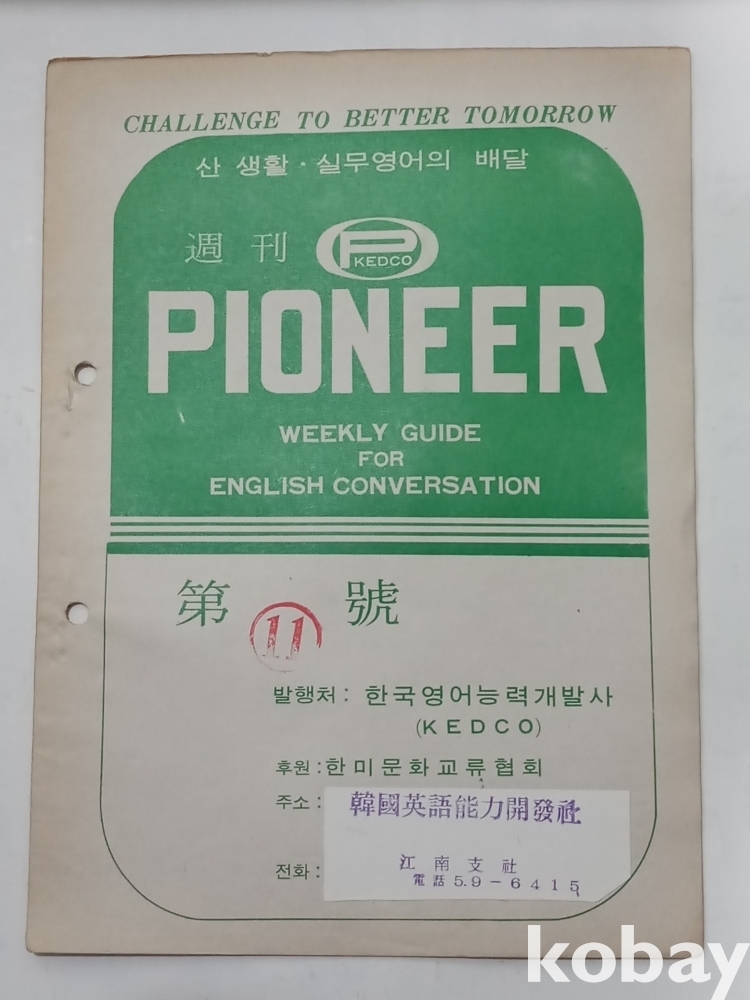 CHALLENGE TO BETTER TOMORROW
산 생활 · 실무영어의 배달
週刊 P KEDCO
PIONEER
WEEKLY GUIDE
FOR
ENGLISH CONVERSATION
第 11 號
발행처 : 한국영어능력개발사
(KEDCO)
후원 : 한미문화교류협회
주소 : 韓國英語能力開發社
江南支社
전화 : 電話 59-6415
kobay